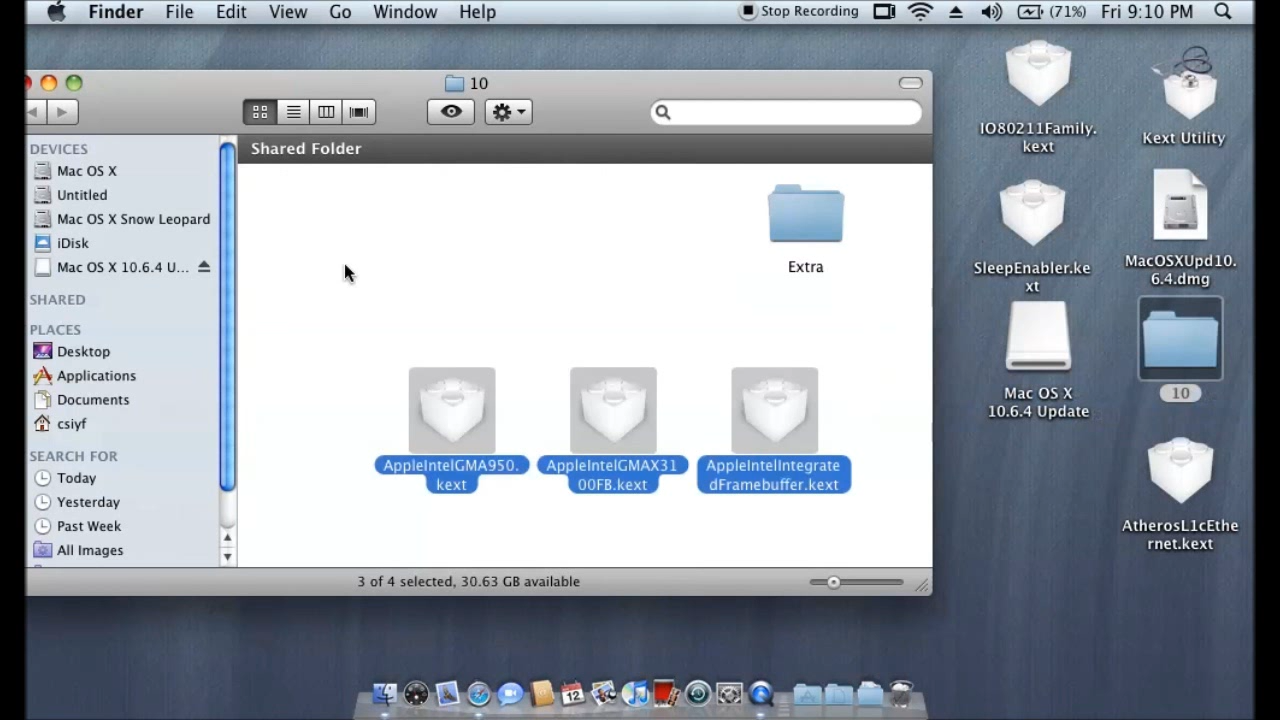 Finder File Edit View Go Window Help Stop Recording (71%) Fri 9:10 PM
10
Shared Folder
DEVICES
Mac OS X
Untitled
Mac OS X Snow Leopard
iDisk
Mac OS X 10.6.4 U...
SHARED
PLACES
Desktop
Applications
Documents
csiyf
SEARCH FOR
Today
Yesterday
Past Week
All Images
Extra
AppleIntelGMA950.
kext
AppleIntelGMAX31
00FB.kext
AppleIntelIntegrate
dFramebuffer.kext
3 of 4 selected, 30.63 GB available
IO80211Family.
kext
Kext Utility
SleepEnabler.ke
xt
MacOSXUpd10.
6.4.dmg
Mac OS X
10.6.4 Update
10
AtherosL1cEthe
rnet.kext
12